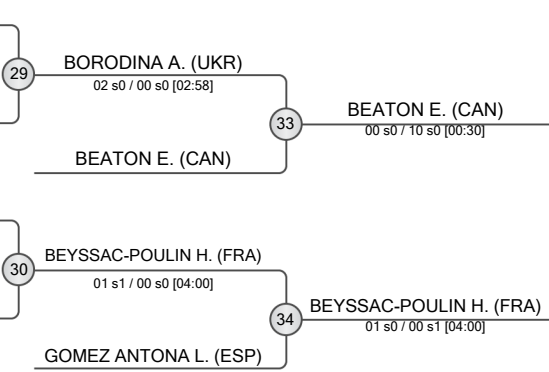 29
BORODINA A. (UKR)
02 s0 / 00 s0 [02:58]
33
BEATON E. (CAN)
00 s0 / 10 s0 [00:30]
BEATON E. (CAN)
30
BEYSSAC-POULIN H. (FRA)
01 s1 / 00 s0 [04:00]
34
BEYSSAC-POULIN H. (FRA)
01 s0 / 00 s1 [04:00]
GOMEZ ANTONA L. (ESP)